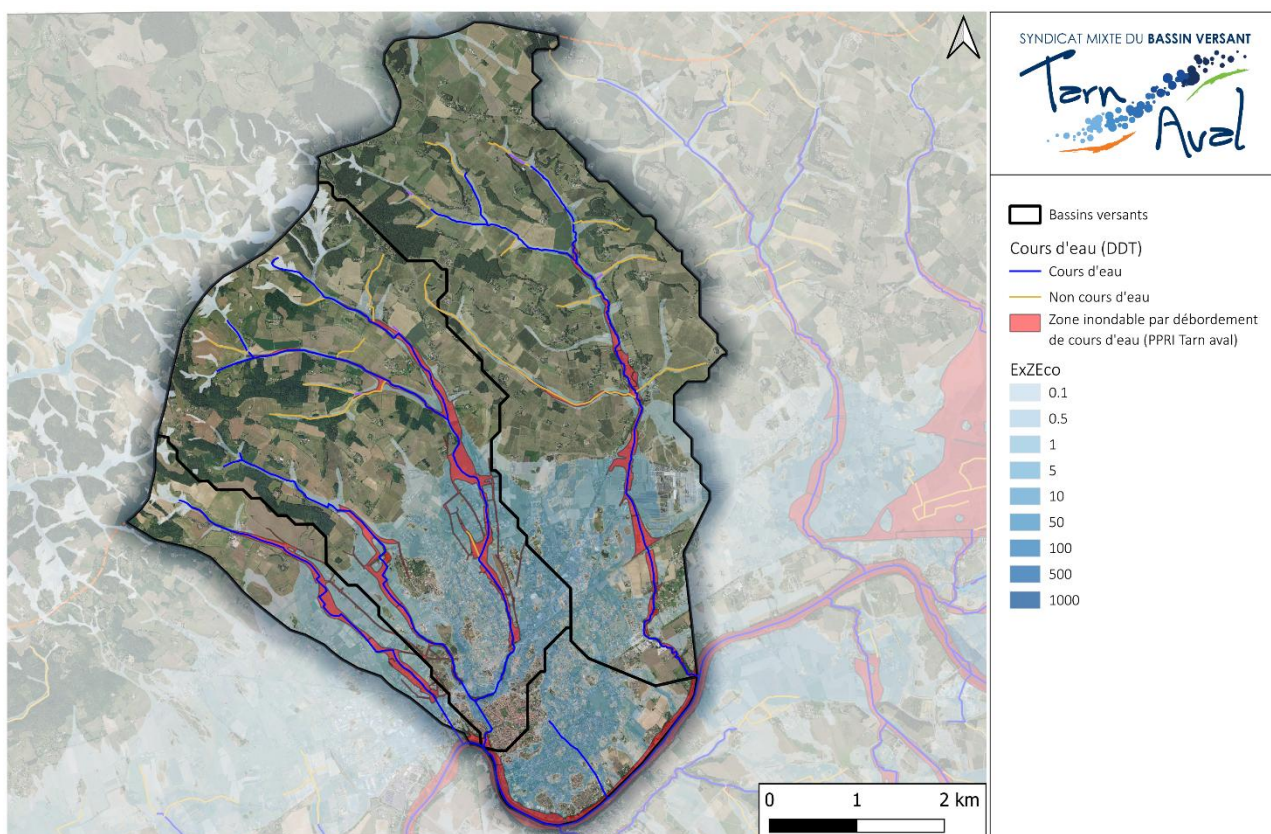 SYNDICAT MIXTE DU BASSIN VERSANT
Tarn
Aval
Bassins versants
Cours d'eau (DDT)
Cours d'eau
Non cours d'eau
Zone inondable par débordement
de cours d'eau (PPRI Tarn aval)
ExZEco
0.1
0.5
1
5
10
50
100
500
1000
0 1 2 km